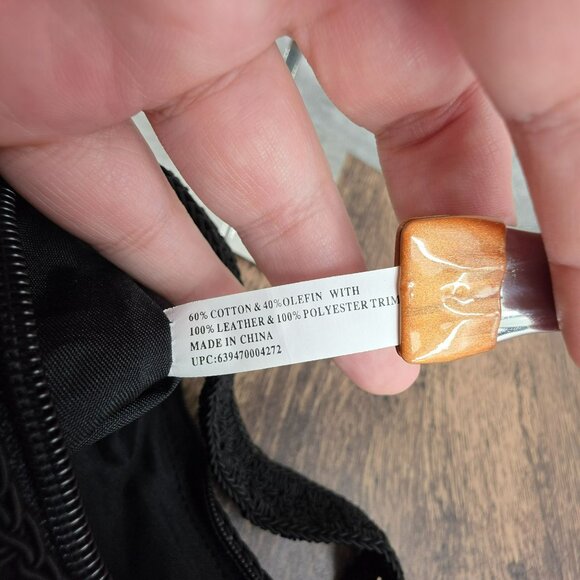 60% COTTON & 40%OLEFIN WITH
100% LEATHER & 100% POLYESTER TRIM
MADE IN CHINA
UPC:639470004272